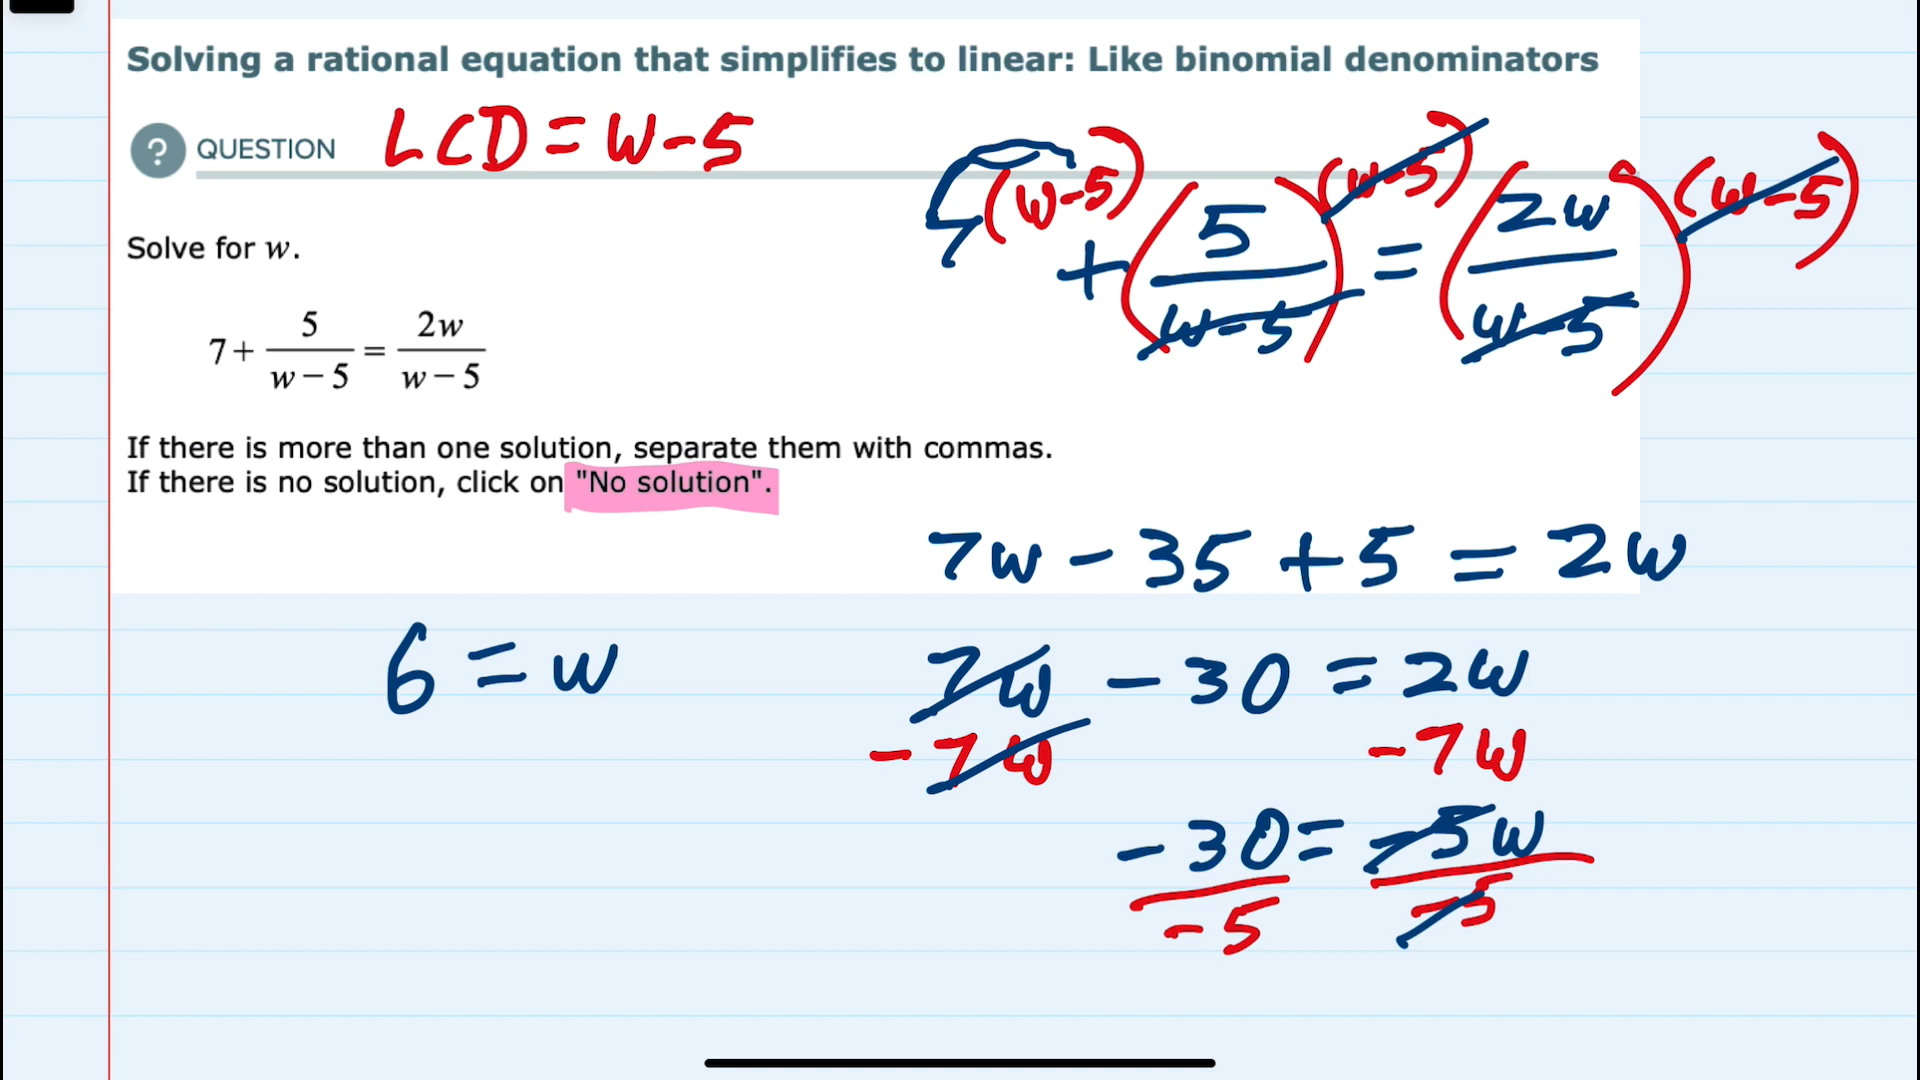 Solving a rational equation that simplifies to linear: Like binomial denominators
? QUESTION LCD = w-5
Solve for w.
7 + 5/(w − 5) = 2w/(w − 5)
If there is more than one solution, separate them with commas.
If there is no solution, click on "No solution".
7(w-5) + (5/(w-5))(w-5) = (2w/(w-5))(w-5)
7w - 35 + 5 = 2w
7w - 30 = 2w
-7w -7w
-30 = -5w
-5 -5
6 = w